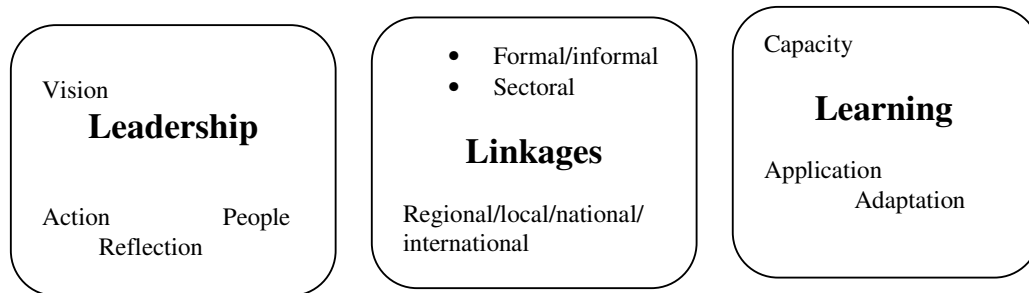 Vision
Leadership
Action People
Reflection
• Formal/informal
• Sectoral
Linkages
Regional/local/national/
international
Capacity
Learning
Application
Adaptation